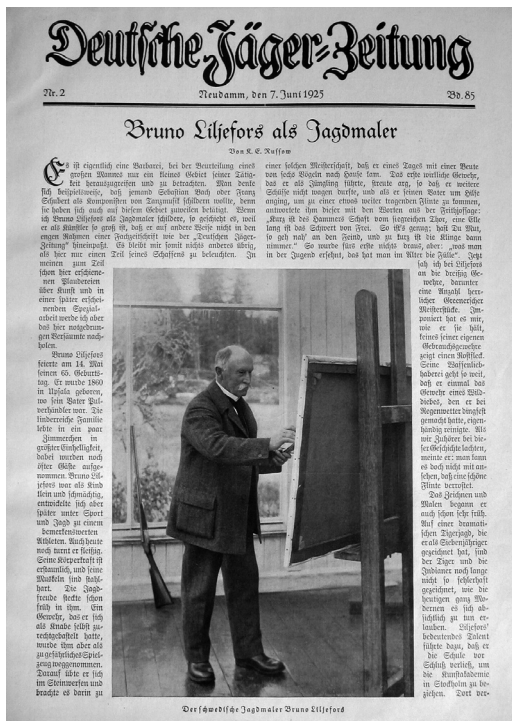 Deutsche Jäger-Zeitung
Nr. 2
Neudamm, den 7. Juni 1925
Bd. 85
Bruno Liljefors als Jagdmaler
Von K. E. Russow
Es ist eigentlich eine Barbarei, bei der Beurteilung eines
großen Mannes nur ein kleines Gebiet seiner Tätig-
keit herauszugreifen und zu betrachten. Man denke
sich beispielsweise, daß jemand Sebastian Bach oder Franz
Schubert als Komponisten von Tanzmusik schildern wollte, denn
sie haben sich auch auf diesem Gebiet zuweilen betätigt. Wenn
ich Bruno Liljefors als Jagdmaler schildere, so geschieht es, weil
er als Künstler so groß ist, daß er auf andere Weise nicht in den
engen Rahmen einer Fachzeitschrift wie der „Deutschen Jäger-
Zeitung“ hineinpaßt. Es bleibt mir somit nichts anderes übrig,
als hier nur einen Teil seines Schaffens zu beleuchten. In
meinen zum Teil
schon hier erschiene-
nen Plaudereien
über Kunst und in
einer später erschei-
nenden Spezial-
arbeit werde ich aber
das hier notgedrun-
gen Versäumte nach-
holen.
Bruno Liljefors
feierte am 14. Mai
seinen 65. Geburts-
tag. Er wurde 1860
in Upsala geboren,
wo sein Vater Pul-
verhändler war. Die
kinderreiche Familie
lebte in ein paar
Zimmerchen in
größter Einhelligkeit,
dabei wurden noch
öfter Gäste aufge-
nommen. Bruno Lil-
jefors war als Kind
klein und schmächtig,
entwickelte sich aber
später unter Sport
und Jagd zu einem
bemerkenswerten
Athleten. Auch heute
noch turnt er fleißig.
Seine Körperkraft ist
erstaunlich, und seine
Muskeln sind stahl-
hart. Die Jagd-
freude steckte schon
früh in ihm. Ein
Gewehr, das er sich
als Knabe selbst zu-
rechtgebastelt hatte,
wurde ihm aber als
zu gefährliches Spiel-
zeug weggenommen.
Darauf übte er sich
im Steinwerfen und
brachte es darin zu
einer solchen Meisterschaft, daß er eines Tages mit einer Beute
von sechs Vögeln nach Hause kam. Das erste wirkliche Gewehr,
das er als Jüngling führte, streute arg, so daß er weitere
Schüsse nicht wagen durfte, und als er seinen Vater um Hilfe
anging, um zu einer etwas weiter tragenden Flinte zu kommen,
antwortete ihm dieser mit den Worten aus der Frithjofsage:
„Kurz ist des Hammers Schaft von siegreichen Thor, eine Elle
lang ist das Schwert von Frei. So ist's genug; hast Du Mut,
so geh nah' an den Feind, und zu kurz ist die Klinge dann
nimmer.“ So wurde fürs erste nichts draus, aber: „was man
in der Jugend ersehnt, das hat man im Alter die Fülle“. Jetzt
sah ich bei Liljefors
an die dreißig Ge-
wehre, darunter
eine Anzahl herr-
licher Greenerscher
Meisterstücke. Im-
poniert hat es mir,
wie er sie hält,
keines seiner eigenen
Gebrauchsgewehre
zeigt einen Rostfleck.
Seine Waffenlieb-
haberei geht so weit,
daß er einmal das
Gewehr eines Wild-
diebes, den er bei
Regenwetter dingfest
gemacht hatte, eigen-
händig reinigte. Als
wir Zuhörer bei die-
ser Geschichte lachten,
meinte er: man kann
es doch nicht mit an-
sehen, daß eine schöne
Flinte verrostet.
Das Zeichnen und
Malen begann er
auch schon sehr früh.
Auf einer dramati-
schen Tigerjagd, die
er als Siebenjähriger
gezeichnet hat, sind
der Tiger und die
Indianer noch lange
nicht so fehlerhaft
gezeichnet, wie die
heutigen ganz Mo-
dernen es sich ab-
sichtlich zu tun er-
lauben. Liljefors'
bedeutendes Talent
führte dazu, daß er
die Schule vor
Schluß verließ, um
die Kunstakademie
in Stockholm zu be-
ziehen. Dort ver-
Der schwedische Jagdmaler Bruno Liljefors